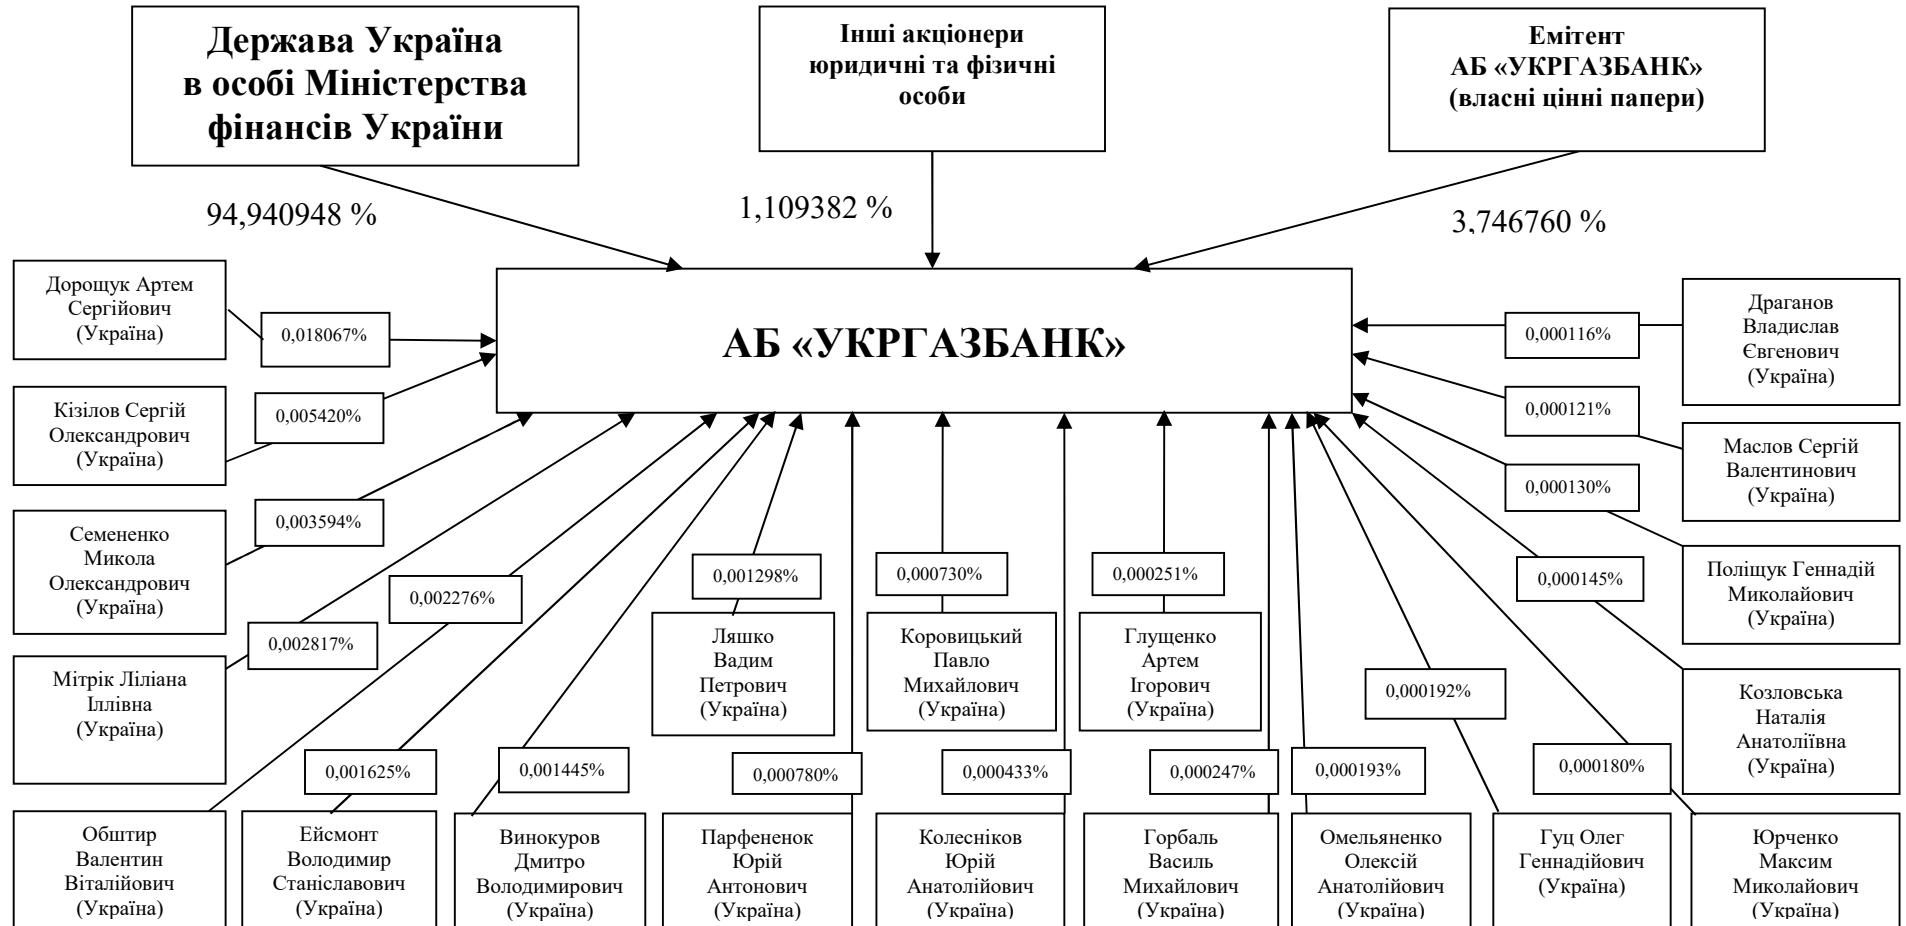 Держава Україна
в особі Міністерства
фінансів України
Інші акціонери
юридичні та фізичні
особи
Емітент
АБ «УКРГАЗБАНК»
(власні цінні папери)
94,940948 %
1,109382 %
3,746760 %
АБ «УКРГАЗБАНК»
Дорощук Артем
Сергійович
(Україна)
0,018067%
Кізілов Сергій
Олександрович
(Україна)
0,005420%
Семененко
Микола
Олександрович
(Україна)
0,003594%
Мітрік Ліліана
Іллівна
(Україна)
0,002817%
0,002276%
Обштир
Валентин
Віталійович
(Україна)
0,001625%
Ейсмонт
Володимир
Станіславович
(Україна)
0,001445%
Винокуров
Дмитро
Володимирович
(Україна)
0,001298%
Ляшко
Вадим
Петрович
(Україна)
0,000780%
Парфененок
Юрій
Антонович
(Україна)
0,000730%
Коровицький
Павло
Михайлович
(Україна)
0,000433%
Колесніков
Юрій
Анатолійович
(Україна)
0,000251%
Глущенко
Артем
Ігорович
(Україна)
0,000247%
Горбаль
Василь
Михайлович
(Україна)
0,000193%
Омельяненко
Олексій
Анатолійович
(Україна)
0,000192%
Гуц Олег
Геннадійович
(Україна)
0,000180%
Юрченко
Максим
Миколайович
(Україна)
0,000145%
Козловська
Наталія
Анатоліївна
(Україна)
0,000130%
Поліщук Геннадій
Миколайович
(Україна)
0,000121%
Маслов Сергій
Валентинович
(Україна)
0,000116%
Драганов
Владислав
Євгенович
(Україна)